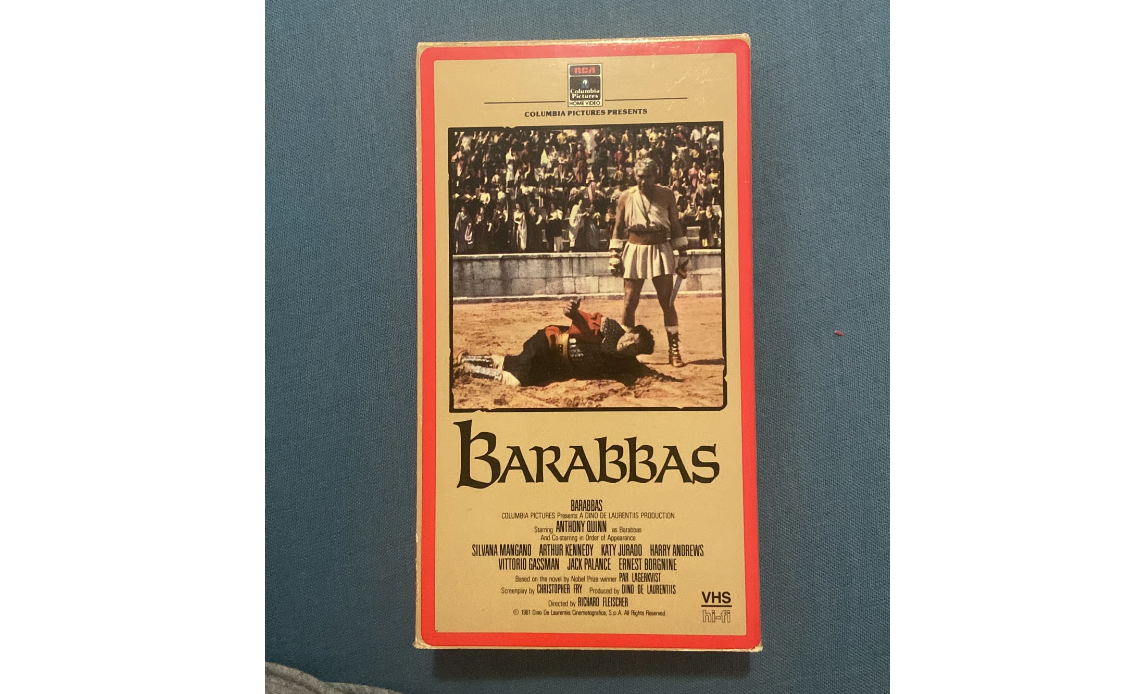 RCA
Columbia
Pictures
HOME VIDEO
COLUMBIA PICTURES PRESENTS
BARABBAS
BARABBAS
COLUMBIA PICTURES Presents A DINO DE LAURENTIIS PRODUCTION
Starring ANTHONY QUINN as Barabbas
And Co-starring in Order of Appearance
SILVANA MANGANO ARTHUR KENNEDY KATY JURADO HARRY ANDREWS
VITTORIO GASSMAN JACK PALANCE ERNEST BORGNINE
Based on the novel by Nobel Prize winner PAR LAGERKVIST
Screenplay by CHRISTOPHER FRY Produced by DINO DE LAURENTIIS
Directed by RICHARD FLEISCHER
© 1961 Dino De Laurentiis Cinematografica, S.p.A. All Rights Reserved.
VHS
hi-fi